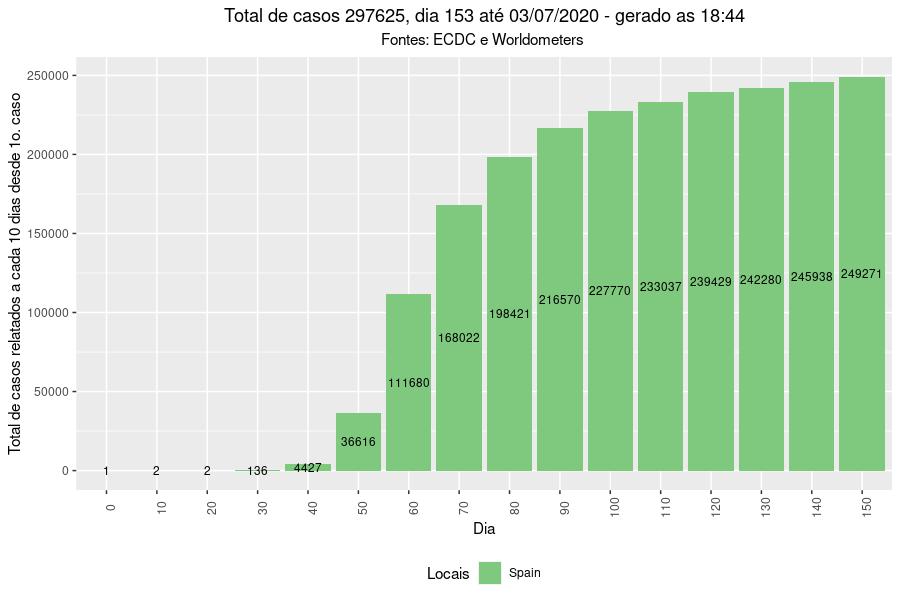 Total de casos 297625, dia 153 até 03/07/2020 - gerado as 18:44
Fontes: ECDC e Worldometers
Total de casos relatados a cada 10 dias desde 1o. caso
250000
200000
150000
100000
50000
0
1 2 2 136 4427 36616 111680 168022 198421 216570 227770 233037 239429 242280 245938 249271
0 10 20 30 40 50 60 70 80 90 100 110 120 130 140 150
Dia
Locais Spain